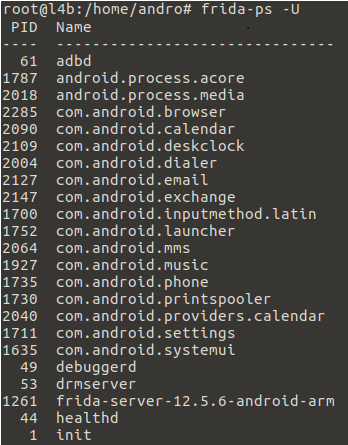 root@l4b:/home/andro# frida-ps -U
 PID  Name
----  -------------------------------
  61  adbd
1787  android.process.acore
2018  android.process.media
2285  com.android.browser
2090  com.android.calendar
2109  com.android.deskclock
2004  com.android.dialer
2127  com.android.email
2147  com.android.exchange
1700  com.android.inputmethod.latin
1752  com.android.launcher
2064  com.android.mms
1927  com.android.music
1735  com.android.phone
1730  com.android.printspooler
2040  com.android.providers.calendar
1711  com.android.settings
1635  com.android.systemui
  49  debuggerd
  53  drmserver
1261  frida-server-12.5.6-android-arm
  44  healthd
   1  init